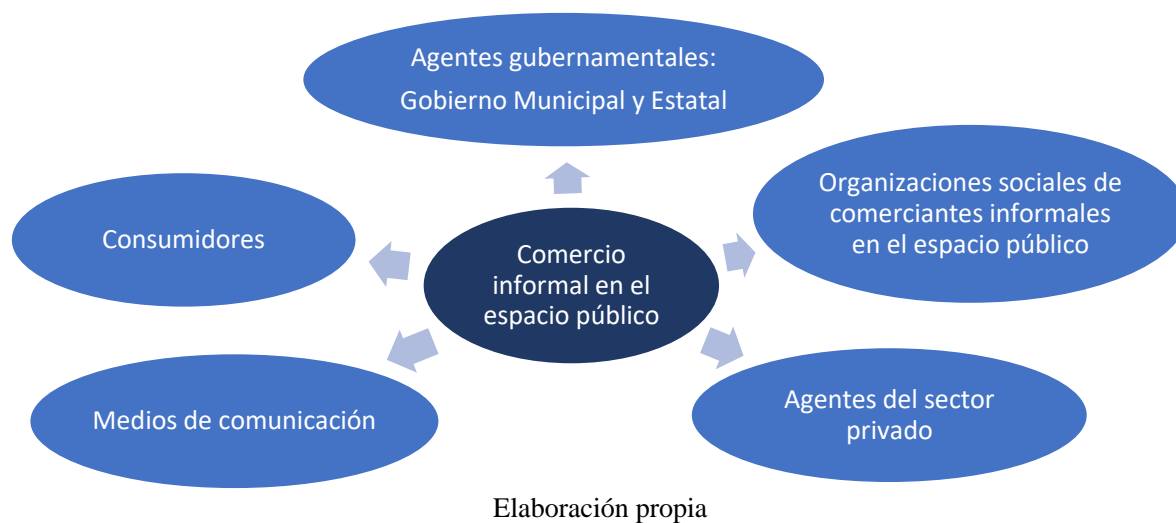 Agentes gubernamentales:
Gobierno Municipal y Estatal
Organizaciones sociales de
comerciantes informales
en el espacio público
Consumidores
Comercio
informal en el
espacio público
Medios de comunicación
Agentes del sector
privado
Elaboración propia